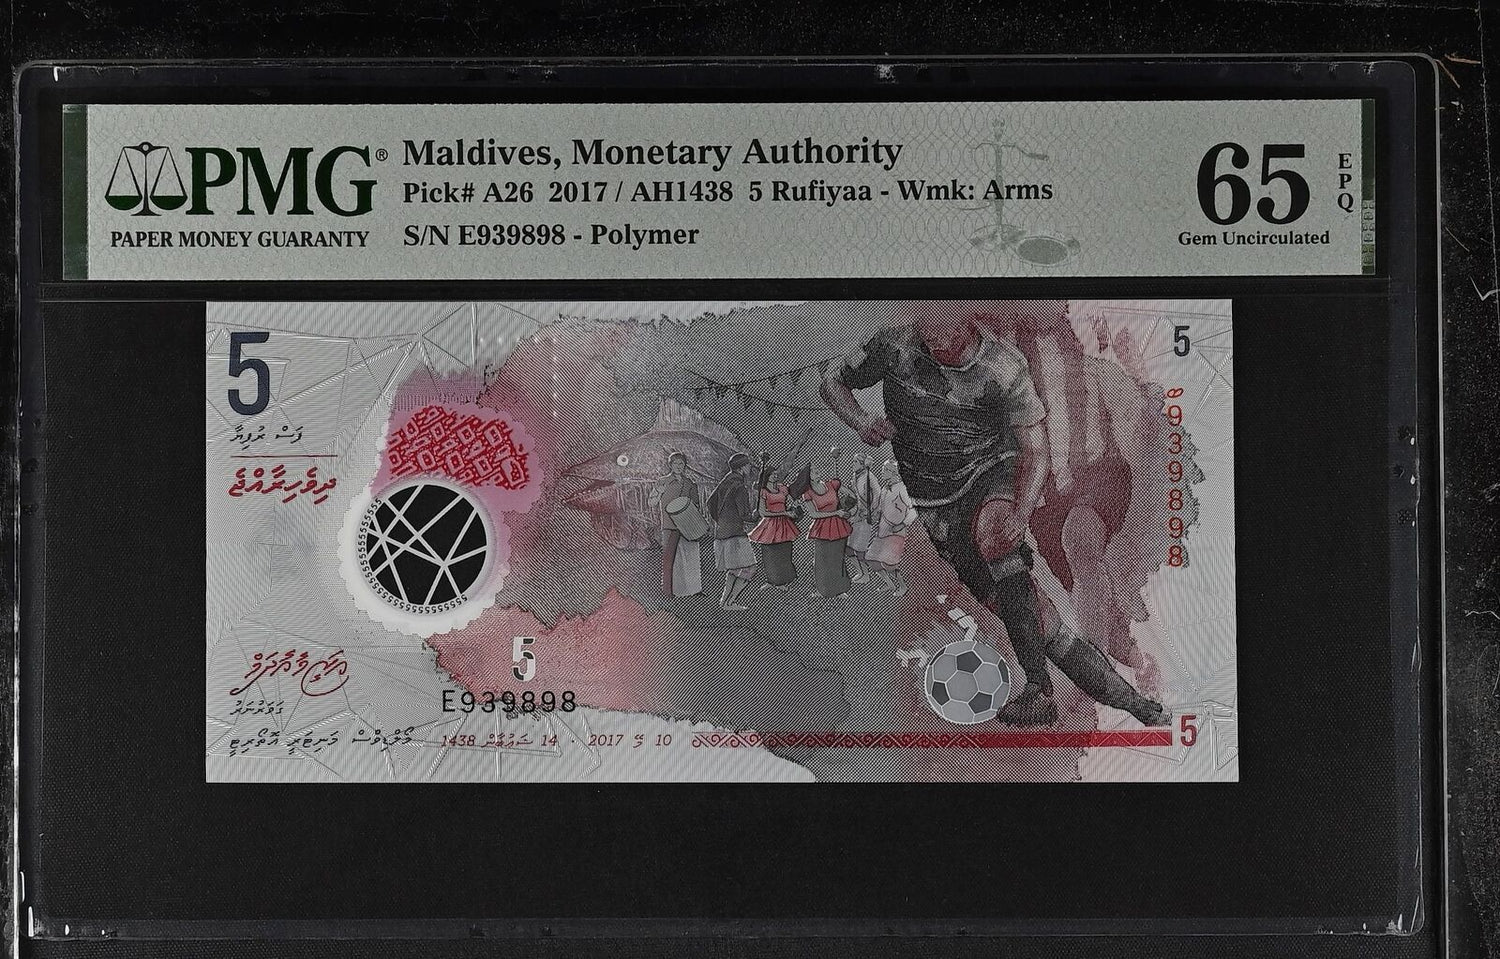 PMG®
PAPER MONEY GUARANTY
Maldives, Monetary Authority
Pick# A26 2017 / AH1438 5 Rufiyaa - Wmk: Arms
S/N E939898 - Polymer
65
EPQ
Gem Uncirculated
5
ފަސް ރުފިޔާ
ދިވެހިރާއްޖެ
5
939898
5
E939898
ގަވަރުނަރު
މޯލްޑިވްސް މަނިޓަރީ އޮތޯރިޓީ
10 މޭ 2017 - 14 ޝައުބާން 1438
5